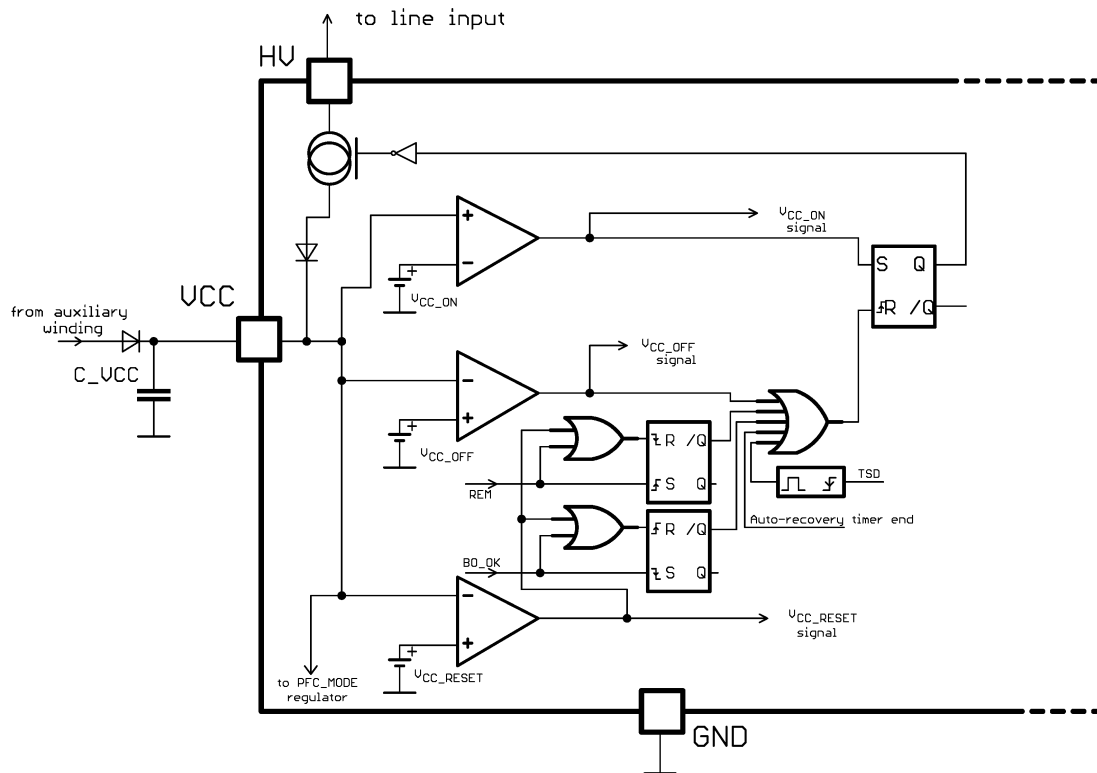 to line input
HV
+
−
+
VCC_ON
VCC_ON
signal
S Q
R /Q
VCC
from auxiliary
winding
C_VCC
−
+
+
VCC_OFF
VCC_OFF
signal
R /Q
S Q
REM
TSD
Auto-recovery timer end
R /Q
S Q
BO_OK
−
+
+
VCC_RESET
VCC_RESET
signal
to PFC_MODE
regulator
GND